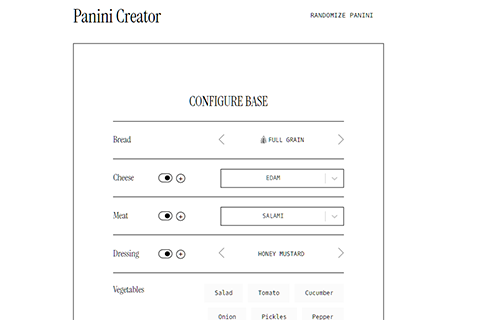 Panini Creator
RANDOMIZE PANINI
CONFIGURE BASE
Bread
FULL GRAIN
Cheese
EDAM
Meat
SALAMI
Dressing
HONEY MUSTARD
Vegetables
Salad Tomato Cucumber
Onion Pickles Pepper